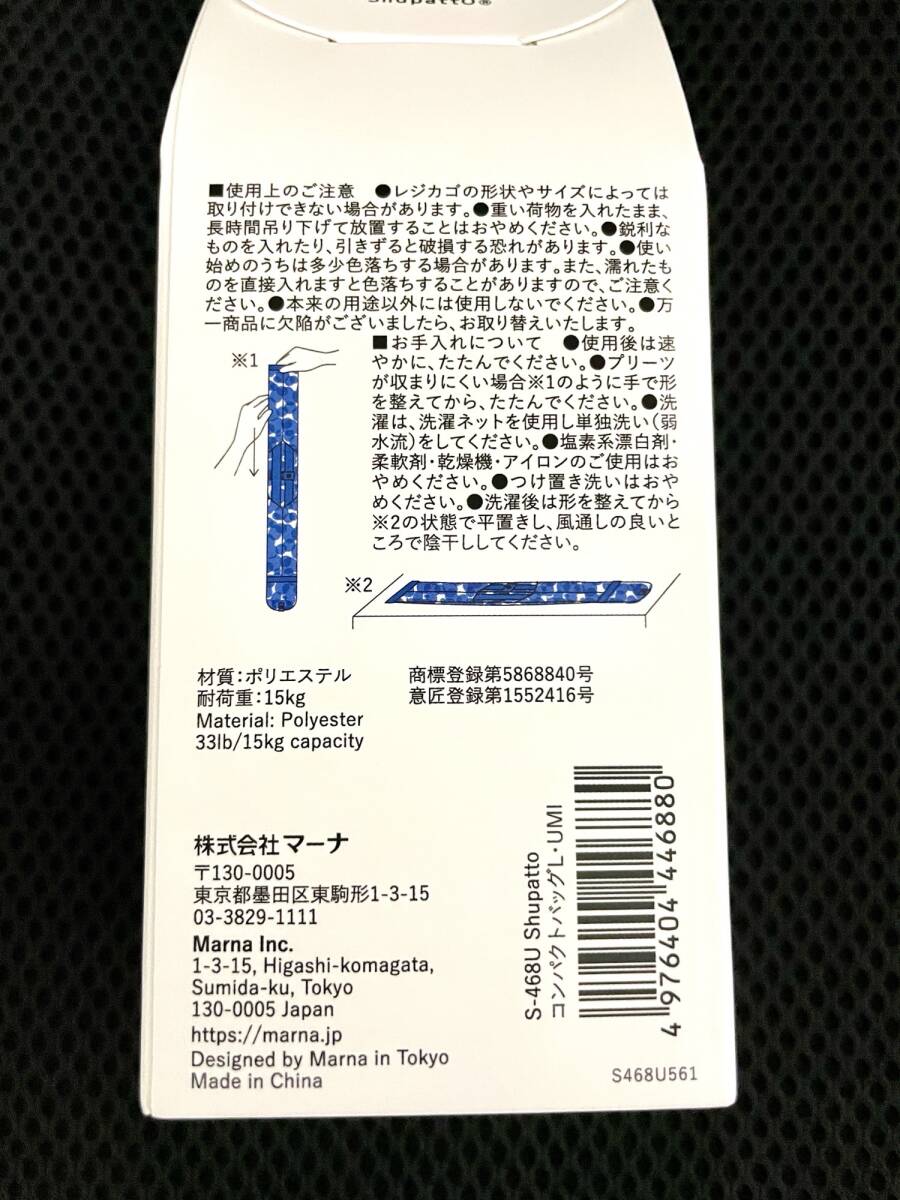 Shupatto®
■使用上のご注意 ●レジカゴの形状やサイズによっては
取り付けできない場合があります。●重い荷物を入れたまま、
長時間吊り下げて放置することはおやめください。●鋭利な
ものを入れたり、引きずると破損する恐れがあります。●使い
始めのうちは多少色落ちする場合があります。また、濡れたも
のを直接入れますと色落ちすることがありますので、ご注意く
ださい。●本来の用途以外には使用しないでください。●万
一商品に欠陥がございましたら、お取り替えいたします。
■お手入れについて ●使用後は速
やかに、たたんでください。●プリーツ
が収まりにくい場合※1のように手で形
を整えてから、たたんでください。●洗
濯は、洗濯ネットを使用し単独洗い(弱
水流)をしてください。●塩素系漂白剤・
柔軟剤・乾燥機・アイロンのご使用はお
やめください。●つけ置き洗いはおや
めください。●洗濯後は形を整えてから
※2の状態で平置きし、風通しの良いと
ころで陰干ししてください。
※1
※2
材質:ポリエステル
耐荷重:15kg
Material: Polyester
33lb/15kg capacity
商標登録第5868840号
意匠登録第1552416号
株式会社マーナ
〒130-0005
東京都墨田区東駒形1-3-15
03-3829-1111
Marna Inc.
1-3-15, Higashi-komagata,
Sumida-ku, Tokyo
130-0005 Japan
https://marna.jp
Designed by Marna in Tokyo
Made in China
S-468U Shupatto
コンパクトバッグL・UMI
4 976404 446880
S468U561